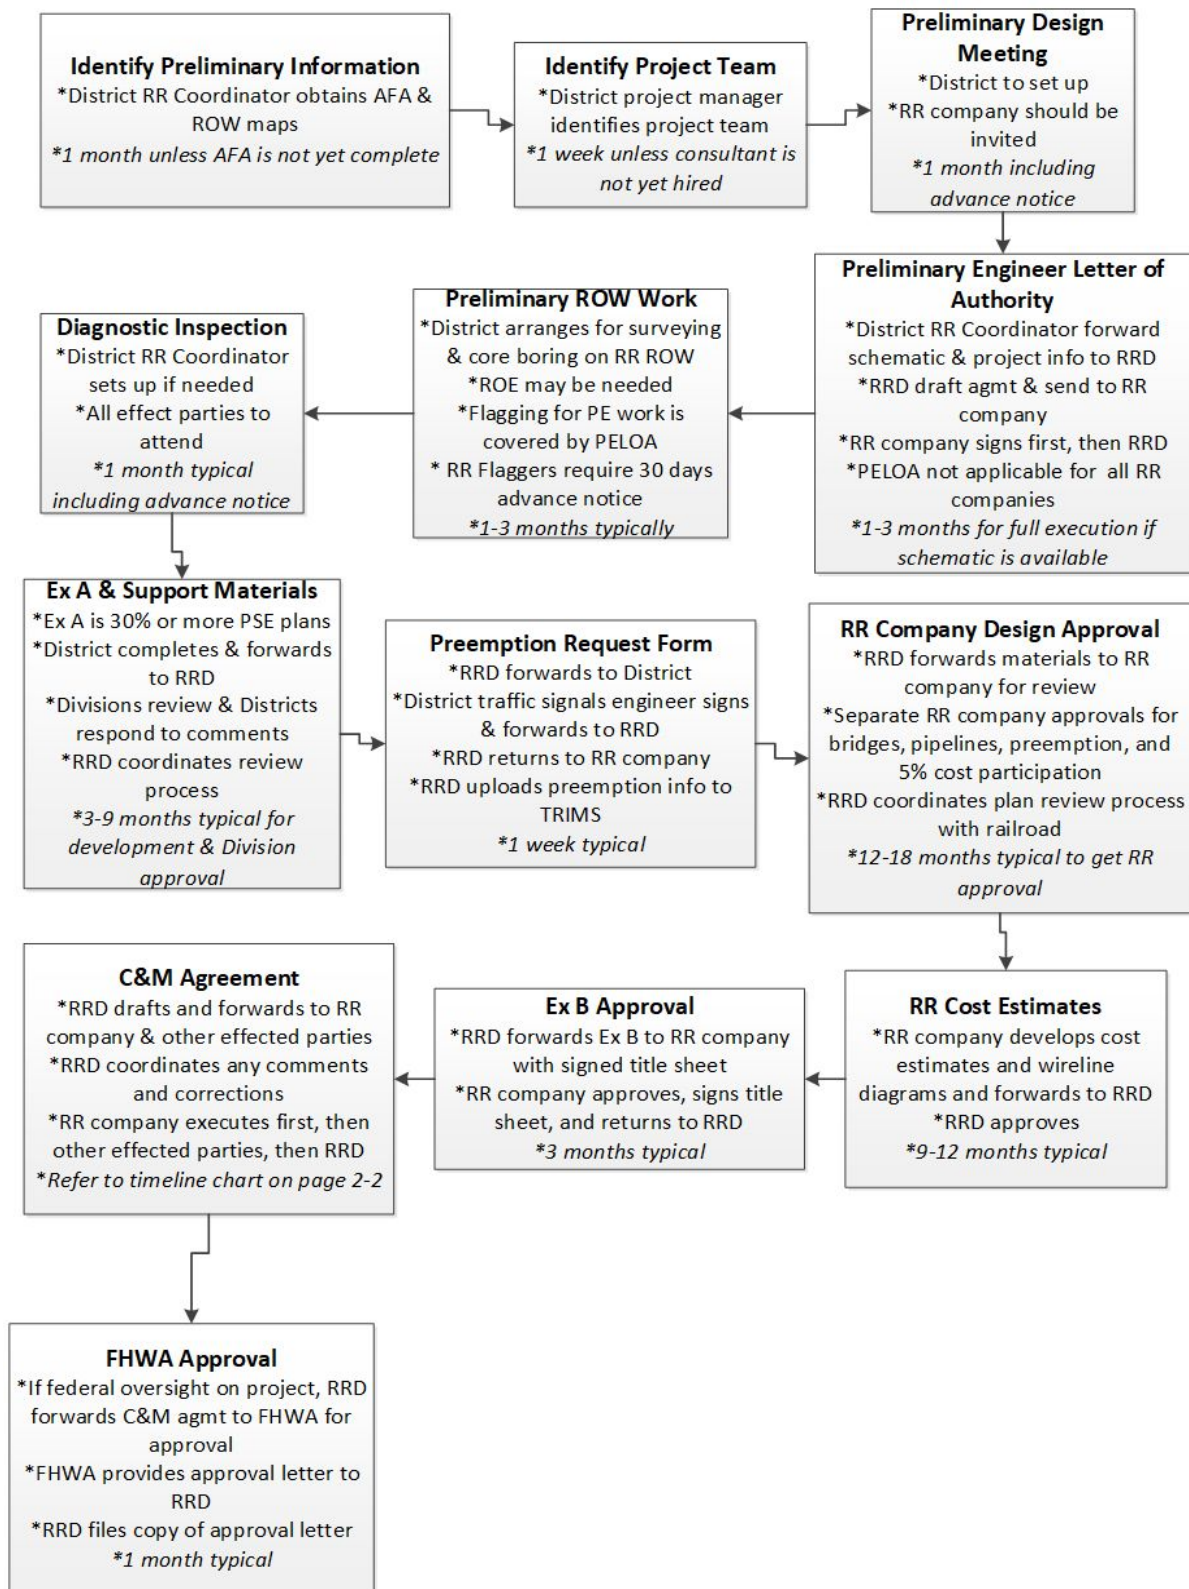 Identify Preliminary Information
*District RR Coordinator obtains AFA &
ROW maps
*1 month unless AFA is not yet complete
Identify Project Team
*District project manager
identifies project team
*1 week unless consultant is
not yet hired
Preliminary Design
Meeting
*District to set up
*RR company should be
invited
*1 month including
advance notice
Preliminary Engineer Letter of
Authority
*District RR Coordinator forward
schematic & project info to RRD
*RRD draft agmt & send to RR
company
*RR company signs first, then RRD
*PELOA not applicable for all RR
companies
*1-3 months for full execution if
schematic is available
Preliminary ROW Work
*District arranges for surveying
& core boring on RR ROW
*ROE may be needed
*Flagging for PE work is
covered by PELOA
* RR Flaggers require 30 days
advance notice
*1-3 months typically
Diagnostic Inspection
*District RR Coordinator
sets up if needed
*All effect parties to
attend
*1 month typical
including advance notice
Ex A & Support Materials
*Ex A is 30% or more PSE plans
*District completes & forwards
to RRD
*Divisions review & Districts
respond to comments
*RRD coordinates review
process
*3-9 months typical for
development & Division
approval
Preemption Request Form
*RRD forwards to District
*District traffic signals engineer signs
& forwards to RRD
*RRD returns to RR company
*RRD uploads preemption info to
TRIMS
*1 week typical
RR Company Design Approval
*RRD forwards materials to RR
company for review
*Separate RR company approvals for
bridges, pipelines, preemption, and
5% cost participation
*RRD coordinates plan review process
with railroad
*12-18 months typical to get RR
approval
RR Cost Estimates
*RR company develops cost
estimates and wireline
diagrams and forwards to RRD
*RRD approves
*9-12 months typical
Ex B Approval
*RRD forwards Ex B to RR company
with signed title sheet
*RR company approves, signs title
sheet, and returns to RRD
*3 months typical
C&M Agreement
*RRD drafts and forwards to RR
company & other effected parties
*RRD coordinates any comments
and corrections
*RR company executes first, then
other effected parties, then RRD
*Refer to timeline chart on page 2-2
FHWA Approval
*If federal oversight on project, RRD
forwards C&M agmt to FHWA for
approval
*FHWA provides approval letter to
RRD
*RRD files copy of approval letter
*1 month typical